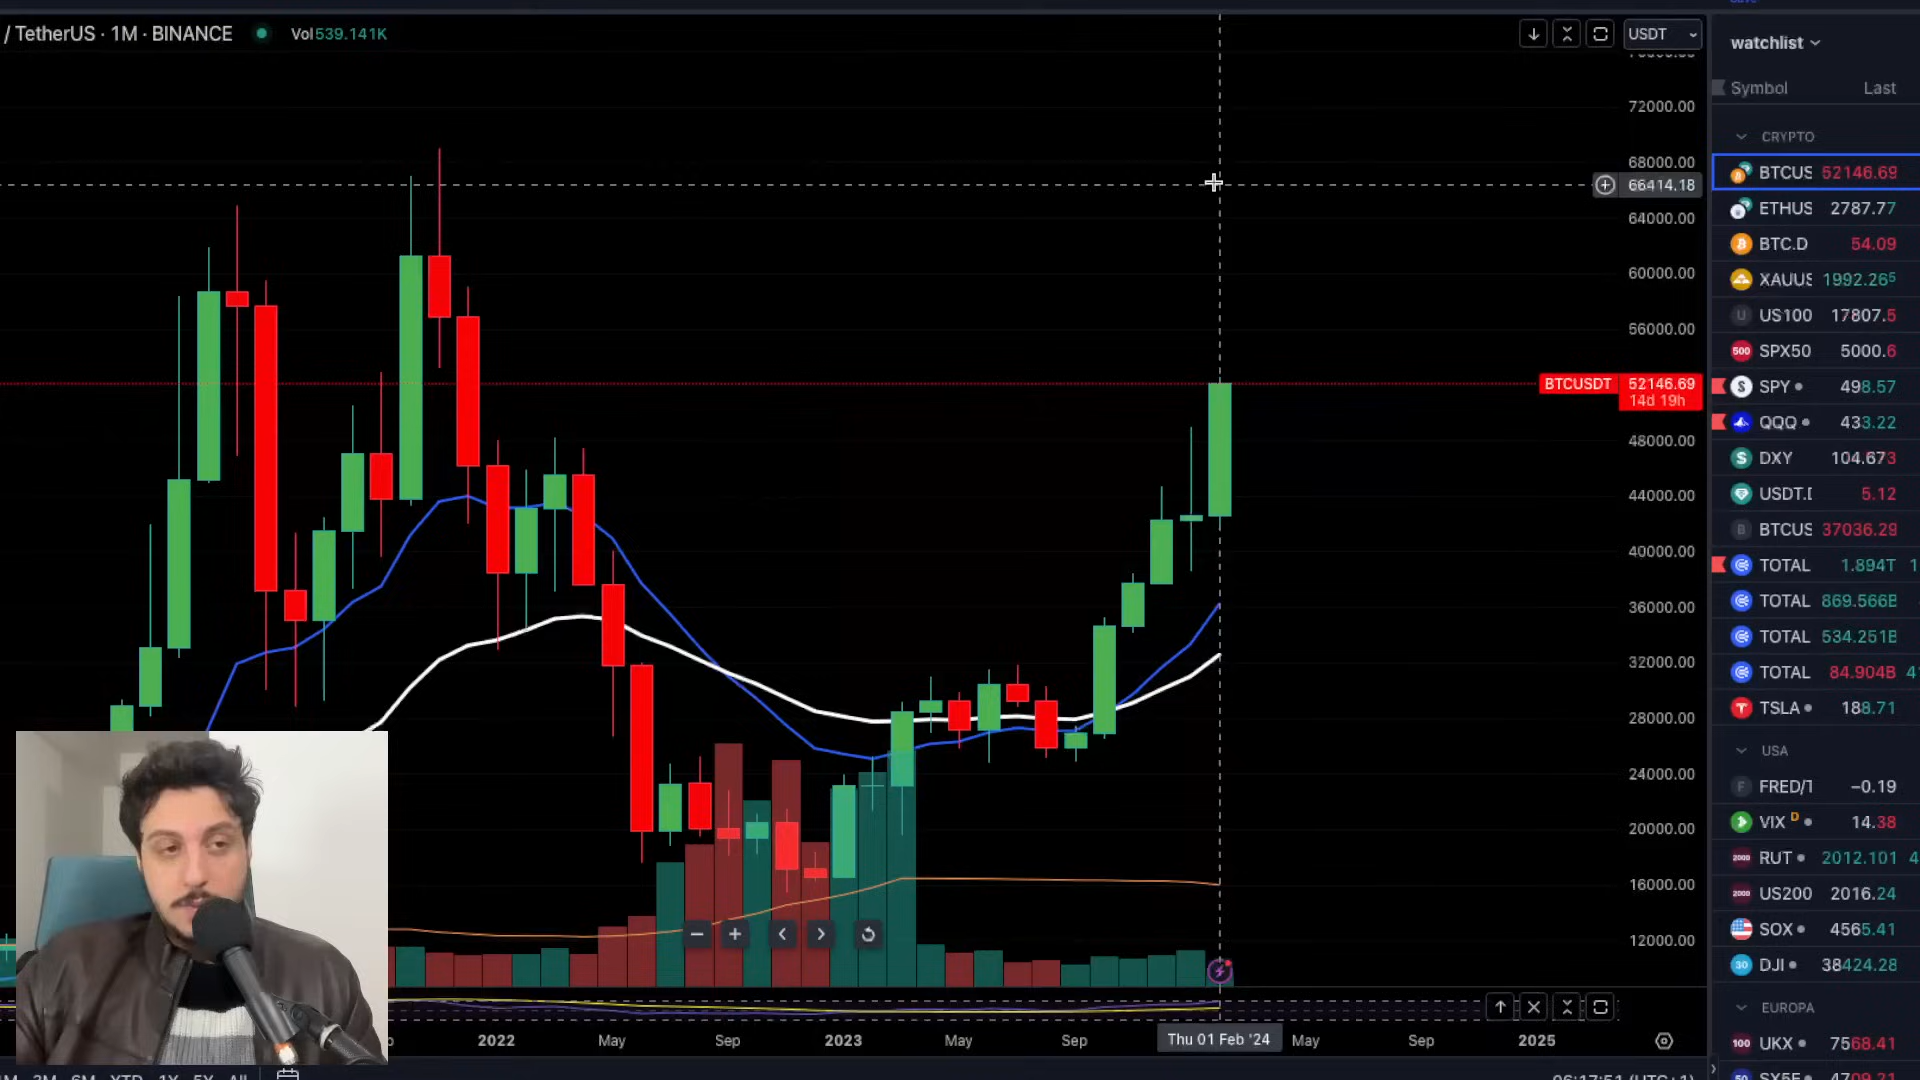 / TetherUS · 1M · BINANCE
Vol539.141K
USDT
72000.00
68000.00
66414.18
64000.00
60000.00
56000.00
BTCUSDT 52146.69
14d 19h
48000.00
44000.00
40000.00
36000.00
32000.00
28000.00
24000.00
20000.00
16000.00
12000.00
2022
May
Sep
2023
May
Sep
Thu 01 Feb '24
May
Sep
2025
watchlist
Symbol Last
CRYPTO
BTCUS 52146.69
ETHUS 2787.77
BTC.D 54.09
XAUUS 1992.265
US100 17807.5
SPX50 5000.6
SPY 498.57
QQQ 433.22
DXY 104.673
USDT.D 5.12
BTCUS 37036.29
TOTAL 1.894T 1
TOTAL 869.566B
TOTAL 534.251B
TOTAL 84.904B 4
TSLA 188.71
USA
FRED/T −0.19
VIX D 14.38
RUT 2012.101 4
US200 2016.24
SOX 4565.41
DJI 38424.28
EUROPA
UKX 7568.41